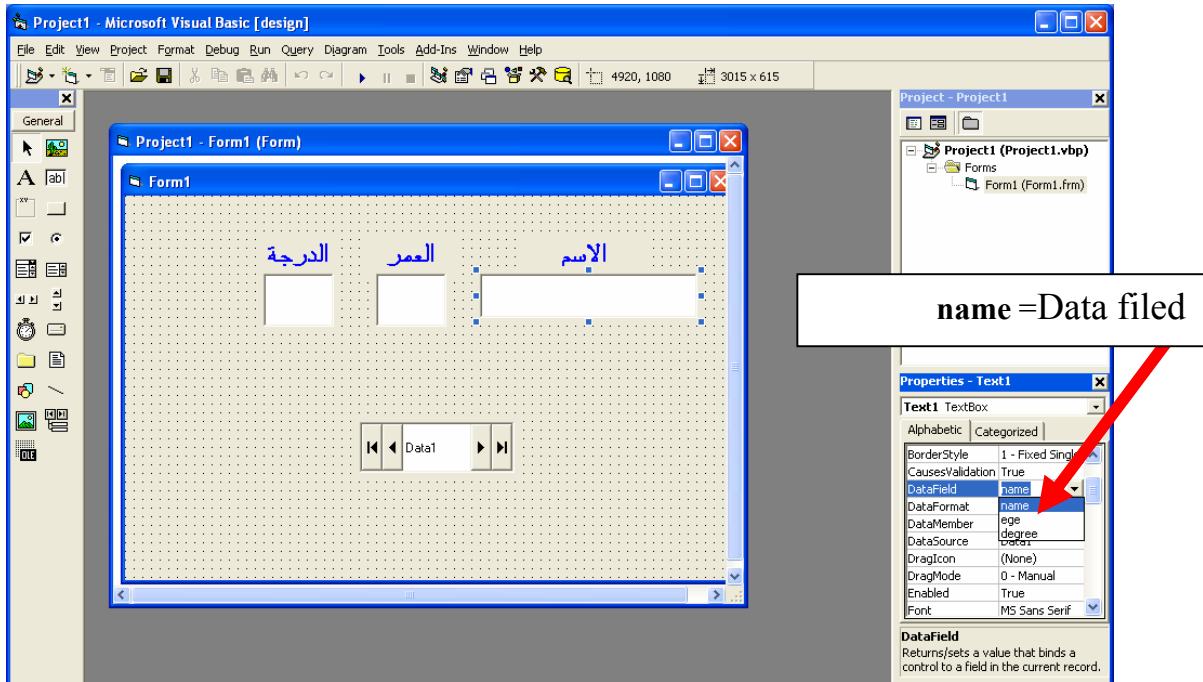 Project1 - Microsoft Visual Basic [design]
File Edit View Project Format Debug Run Query Diagram Tools Add-Ins Window Help
4920, 1080 3015 x 615
General
A ab|
XY
OLE
Project1 - Form1 (Form)
Form1
الاسم العمر الدرجة
Data1
Project - Project1
Project1 (Project1.vbp)
Forms
Form1 (Form1.frm)
name =Data filed
Properties - Text1
Text1 TextBox
Alphabetic Categorized
BorderStyle 1 - Fixed Single
CausesValidation True
DataField name
DataFormat name
DataMember ege
degree
DataSource Data1
DragIcon (None)
DragMode 0 - Manual
Enabled True
Font MS Sans Serif
DataField
Returns/sets a value that binds a
control to a field in the current record.